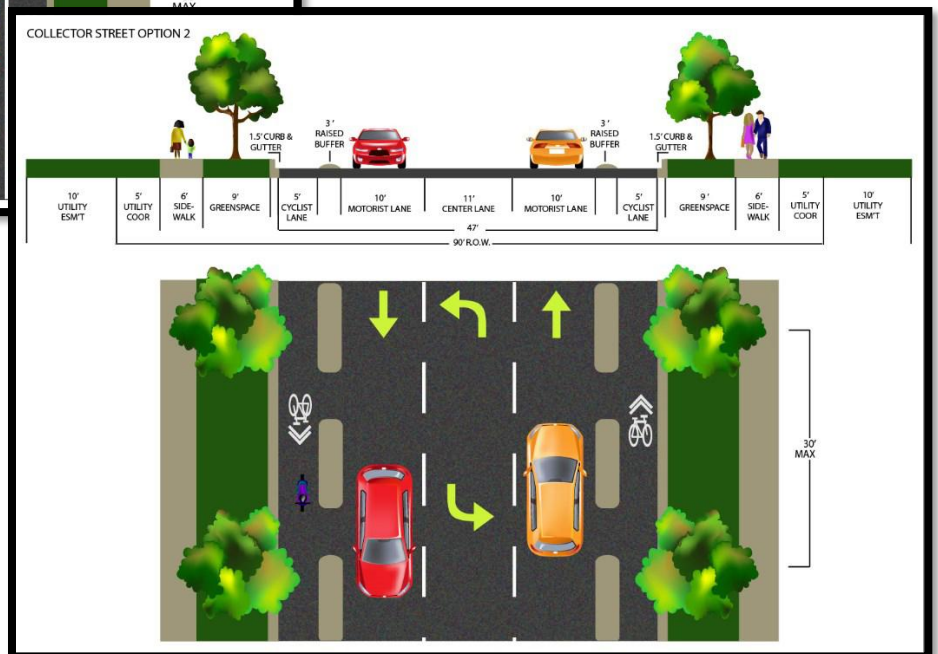 MAX
COLLECTOR STREET OPTION 2
1.5' CURB &
GUTTER
3'
RAISED
BUFFER
3'
RAISED
BUFFER
1.5' CURB &
GUTTER
10'
UTILITY
ESM'T
5'
UTILITY
COOR
6'
SIDE-
WALK
9'
GREENSPACE
5'
CYCLIST
LANE
10'
MOTORIST LANE
11'
CENTER LANE
10'
MOTORIST LANE
5'
CYCLIST
LANE
9'
GREENSPACE
6'
SIDE-
WALK
5'
UTILITY
COOR
10'
UTILITY
ESM'T
47'
90' R.O.W.
30'
MAX